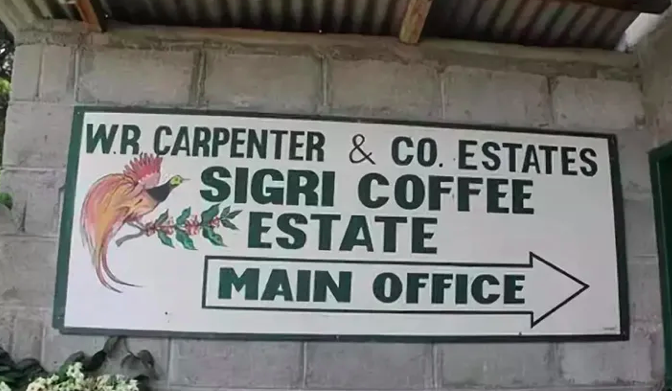 W.R. CARPENTER & CO. ESTATES
SIGRI COFFEE
ESTATE
MAIN OFFICE